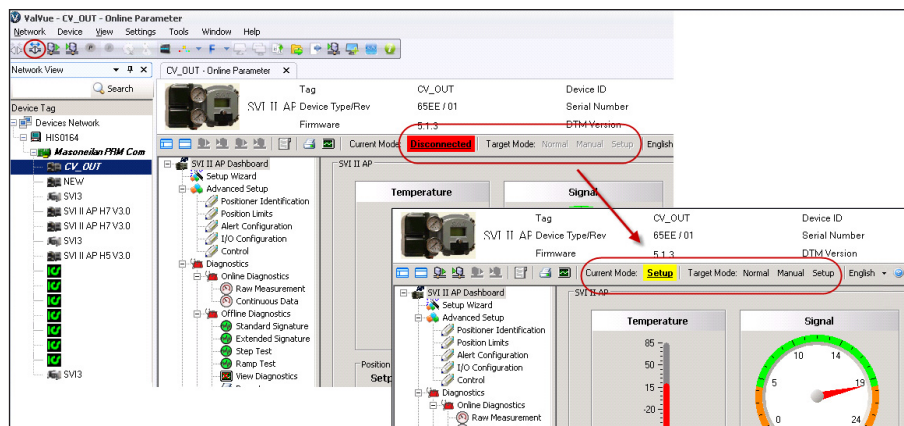 ValVue - CV_OUT - Online Parameter
Network Device View Settings Tools Window Help
Network View
CV_OUT - Online Parameter
Search
Device Tag
Devices Network
HIS0164
Masoneilan PRM Com
CV_OUT
NEW
SVI3
SVI II AP H7 V3.0
SVI II AP H7 V3.0
SVI3
SVI II AP H5 V3.0
SVI3
Tag CV_OUT Device ID
SVI II AP Device Type/Rev 65EE / 01 Serial Number
Firmware 5.1.3 DTM Version
Current Mode: Disconnected Target Mode: Normal Manual Setup English
SVI II AP Dashboard
Setup Wizard
Advanced Setup
Positioner Identification
Position Limits
Alert Configuration
I/O Configuration
Control
Diagnostics
Online Diagnostics
Raw Measurement
Continuous Data
Offline Diagnostics
Standard Signature
Extended Signature
Step Test
Ramp Test
View Diagnostics
SVI II AP
Temperature
Signal
Position
Setp
Tag CV_OUT Device ID
SVI II AP Device Type/Rev 65EE / 01 Serial Number
Firmware 5.1.3 DTM Version
Current Mode: Setup Target Mode: Normal Manual Setup English
SVI II AP Dashboard
Setup Wizard
Advanced Setup
Positioner Identification
Position Limits
Alert Configuration
I/O Configuration
Control
Diagnostics
Online Diagnostics
Raw Measurement
SVI II AP
Temperature
85
50
15
-20
Signal
0
5
10
14
19
24